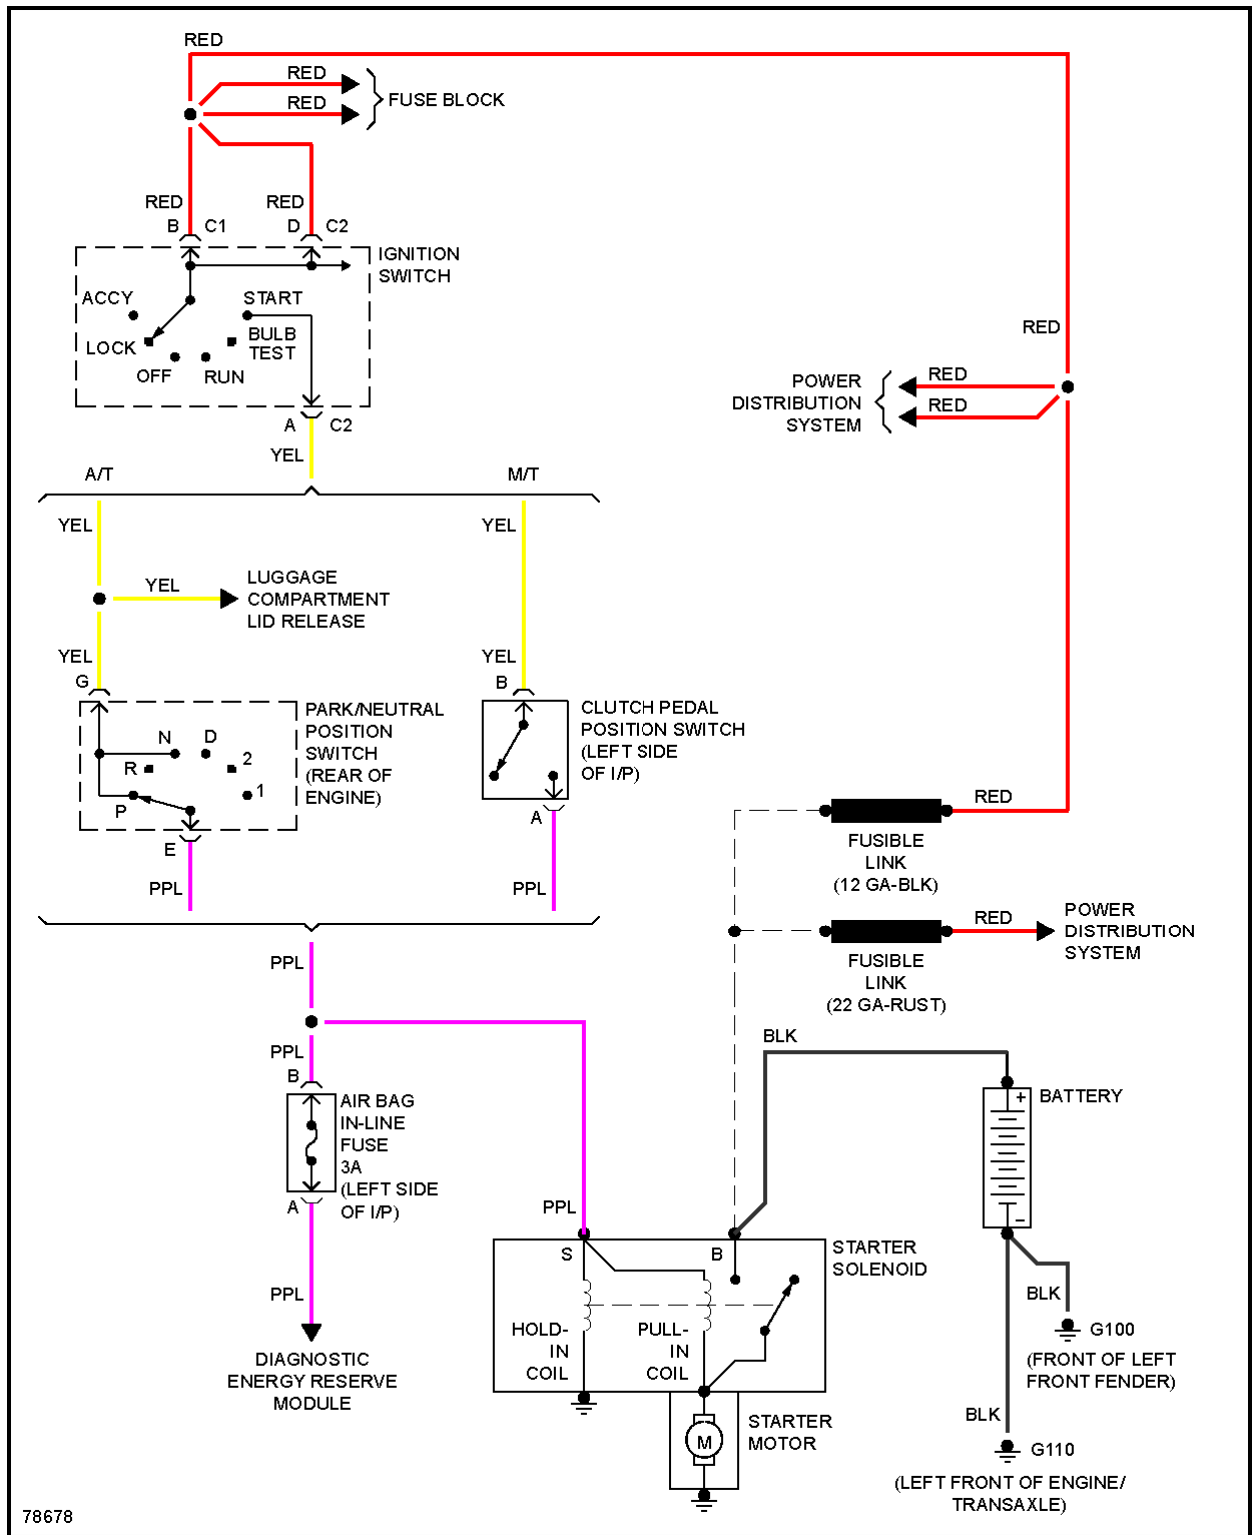 RED
RED
RED
FUSE BLOCK
RED
RED
B
C1
D
C2
IGNITION
SWITCH
ACCY
START
LOCK
BULB
TEST
OFF
RUN
A
C2
YEL
RED
POWER
DISTRIBUTION
SYSTEM
RED
RED
A/T
M/T
YEL
YEL
YEL
LUGGAGE
COMPARTMENT
LID RELEASE
YEL
G
YEL
B
PARK/NEUTRAL
POSITION
SWITCH
(REAR OF
ENGINE)
N
D
R
2
P
1
E
PPL
CLUTCH PEDAL
POSITION SWITCH
(LEFT SIDE
OF I/P)
A
PPL
RED
FUSIBLE
LINK
(12 GA-BLK)
RED
POWER
DISTRIBUTION
SYSTEM
FUSIBLE
LINK
(22 GA-RUST)
PPL
PPL
B
AIR BAG
IN-LINE
FUSE
3A
(LEFT SIDE
OF I/P)
A
PPL
DIAGNOSTIC
ENERGY RESERVE
MODULE
BLK
+
BATTERY
−
PPL
S
B
STARTER
SOLENOID
HOLD-
IN
COIL
PULL-
IN
COIL
M
STARTER
MOTOR
BLK
G100
(FRONT OF LEFT
FRONT FENDER)
BLK
G110
(LEFT FRONT OF ENGINE/
TRANSAXLE)
78678